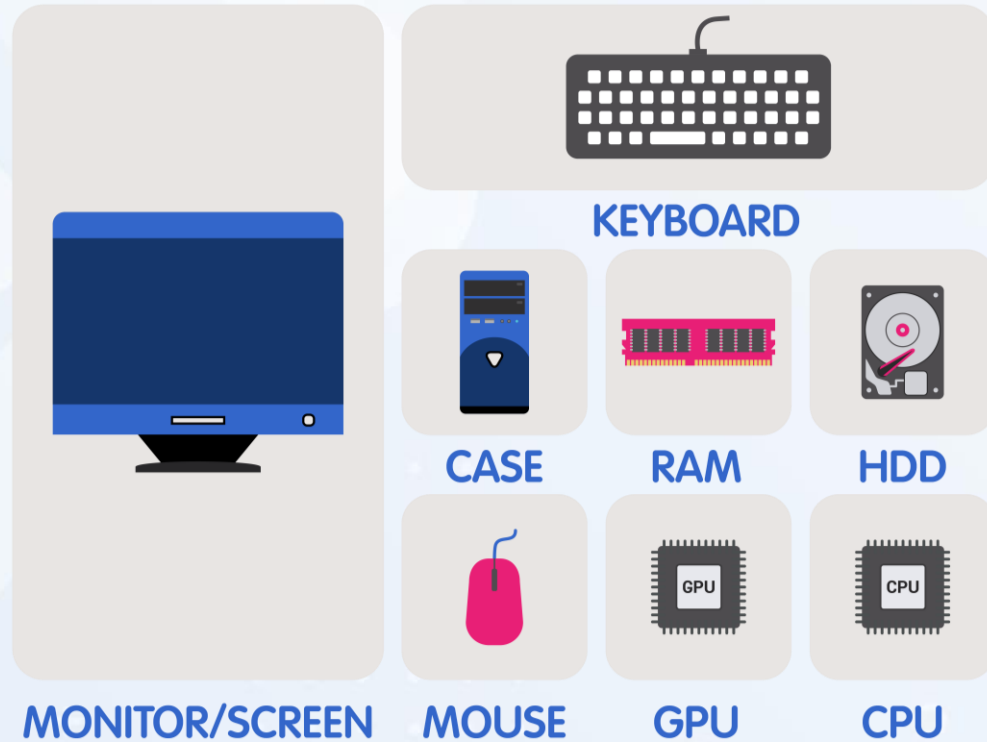 KEYBOARD
CASE RAM HDD
GPU CPU
MONITOR/SCREEN MOUSE GPU CPU